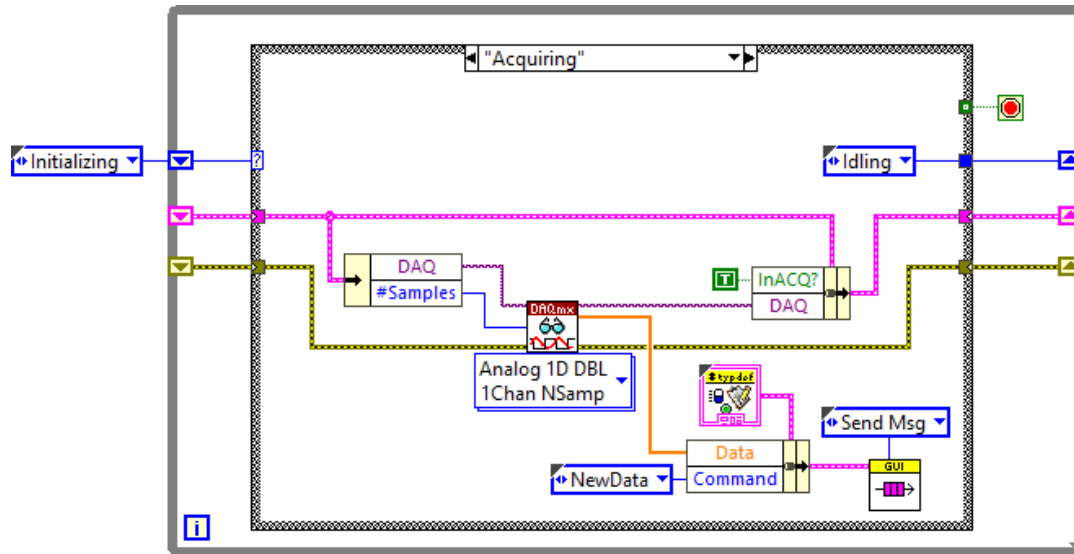 "Acquiring"
Initializing
?
Idling
DAQ
#Samples
T
InACQ?
DAQ
DAQmx
Analog 1D DBL
1Chan NSamp
typdef
Send Msg
Data
Command
NewData
GUI
i